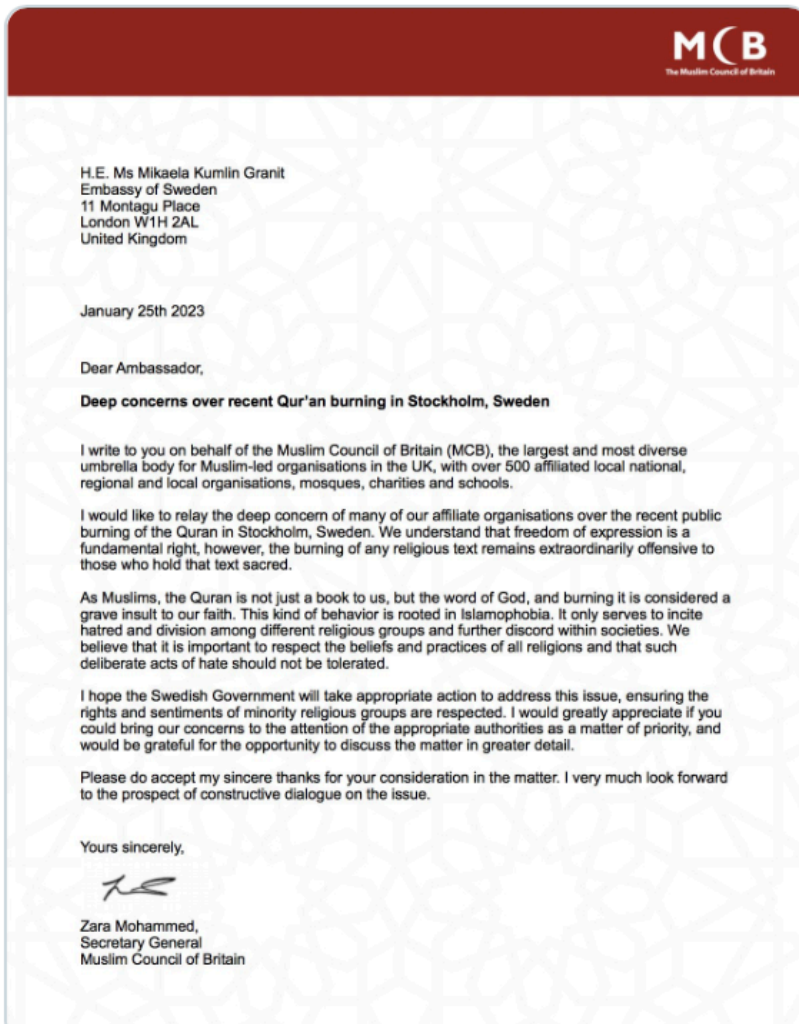 MCB
The Muslim Council of Britain
H.E. Ms Mikaela Kumlin Granit
Embassy of Sweden
11 Montagu Place
London W1H 2AL
United Kingdom
January 25th 2023
Dear Ambassador,
Deep concerns over recent Qur'an burning in Stockholm, Sweden
I write to you on behalf of the Muslim Council of Britain (MCB), the largest and most diverse
umbrella body for Muslim-led organisations in the UK, with over 500 affiliated local national,
regional and local organisations, mosques, charities and schools.
I would like to relay the deep concern of many of our affiliate organisations over the recent public
burning of the Quran in Stockholm, Sweden. We understand that freedom of expression is a
fundamental right, however, the burning of any religious text remains extraordinarily offensive to
those who hold that text sacred.
As Muslims, the Quran is not just a book to us, but the word of God, and burning it is considered a
grave insult to our faith. This kind of behavior is rooted in Islamophobia. It only serves to incite
hatred and division among different religious groups and further discord within societies. We
believe that it is important to respect the beliefs and practices of all religions and that such
deliberate acts of hate should not be tolerated.
I hope the Swedish Government will take appropriate action to address this issue, ensuring the
rights and sentiments of minority religious groups are respected. I would greatly appreciate if you
could bring our concerns to the attention of the appropriate authorities as a matter of priority, and
would be grateful for the opportunity to discuss the matter in greater detail.
Please do accept my sincere thanks for your consideration in the matter. I very much look forward
to the prospect of constructive dialogue on the issue.
Yours sincerely,
Zara Mohammed,
Secretary General
Muslim Council of Britain